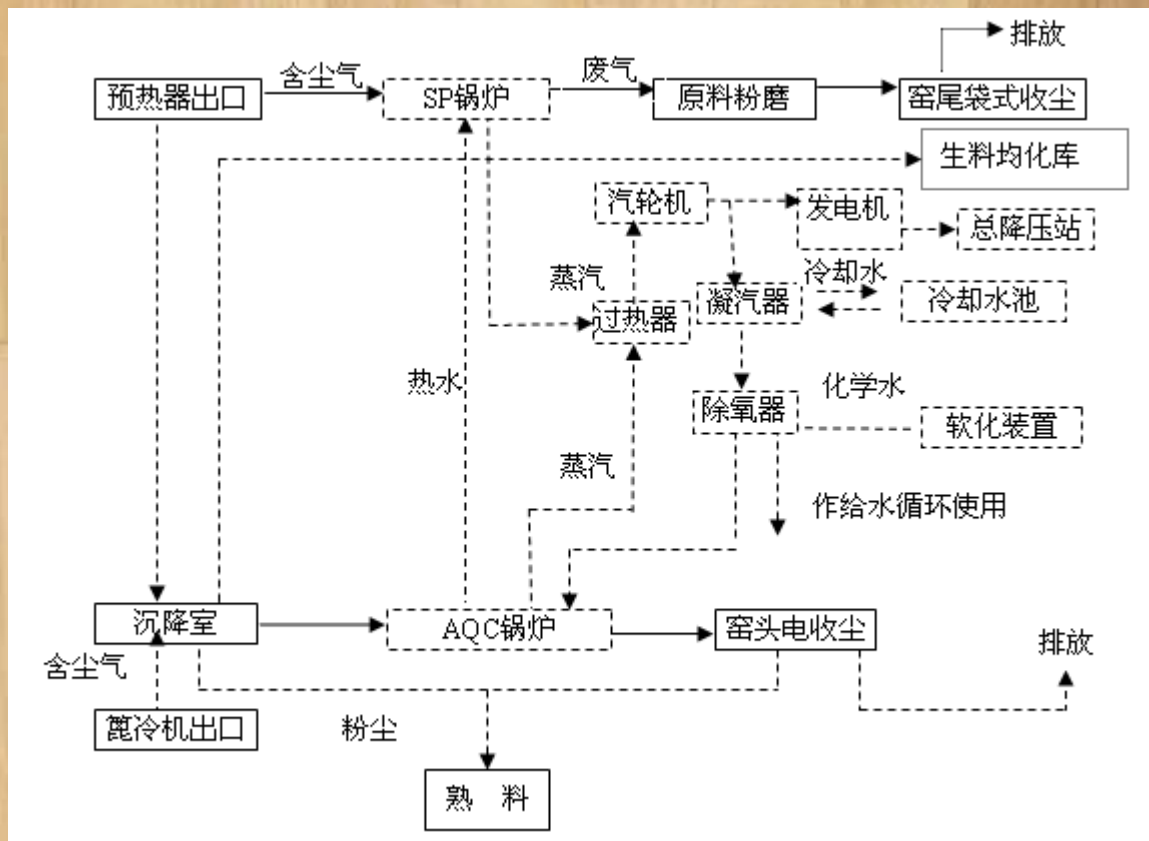 排放
含尘气
废气
预热器出口
SP锅炉
原料粉磨
窑尾袋式收尘
生料均化库
汽轮机
发电机
总降压站
蒸汽
冷却水
过热器
凝汽器
冷却水池
热水
化学水
除氧器
软化装置
蒸汽
作给水循环使用
沉降室
AQC锅炉
窑头电收尘
含尘气
排放
篦冷机出口
粉尘
熟 料